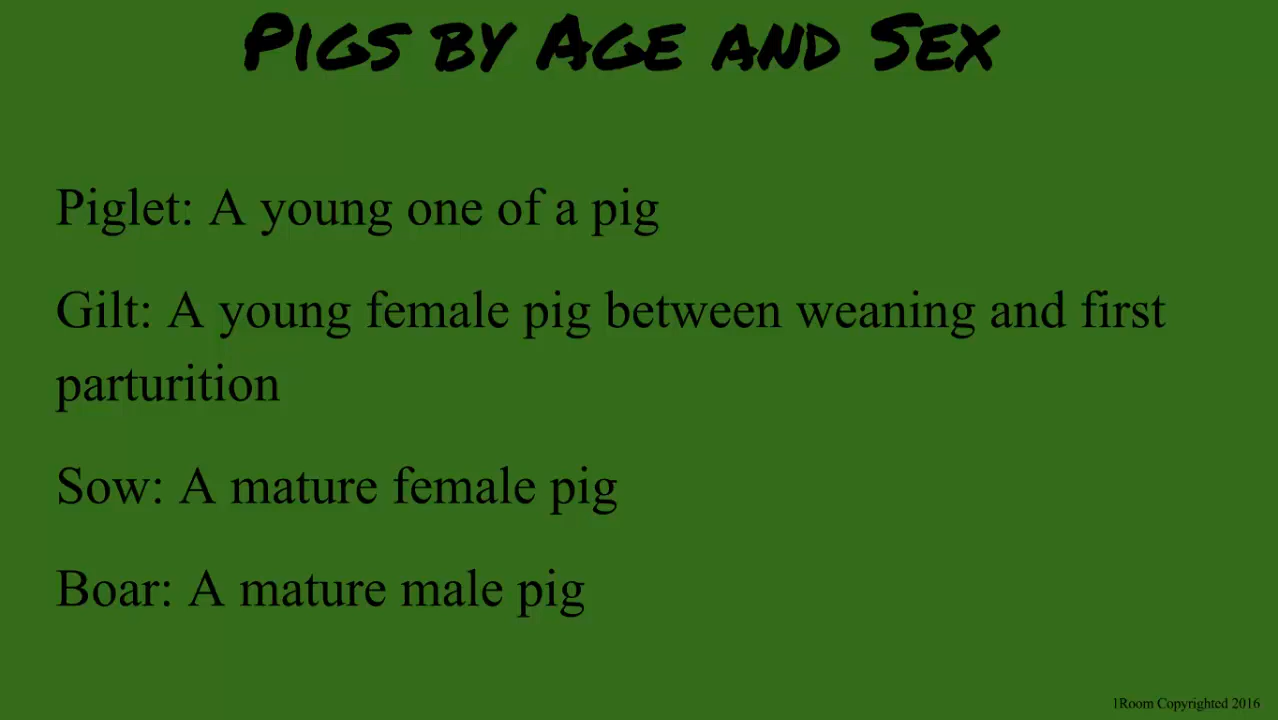 Pigs by Age and Sex
Piglet: A young one of a pig
Gilt: A young female pig between weaning and first
parturition
Sow: A mature female pig
Boar: A mature male pig
1Room Copyrighted 2016